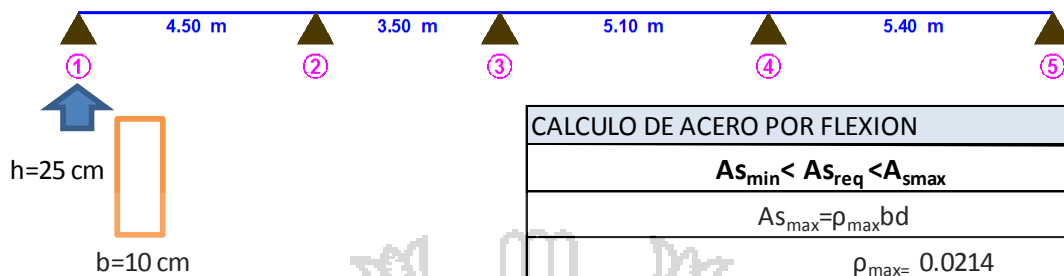 4.50 m 3.50 m 5.10 m 5.40 m
1 2 3 4 5
h=25 cm
b=10 cm
CALCULO DE ACERO POR FLEXION
Asmin< Asreq <Asmax
Asmax=ρmaxbd
ρmax= 0.0214